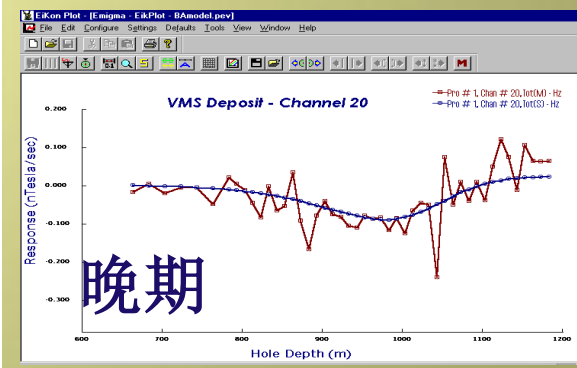 EiKon Plot - [Emigma - EikPlot - BAmodel.pev]
File Edit Configure Settings Defaults Tools View Window Help
VMS Deposit - Channel 20
Pro # 1, Chan # 20,Tot(M) - Hz
Pro # 1, Chan # 20,Tot(S) - Hz
Response (nTesla/sec)
0.200
0.100
0.000
-0.100
-0.200
-0.300
晚期
600 700 800 900 1000 1100 1200
Hole Depth (m)